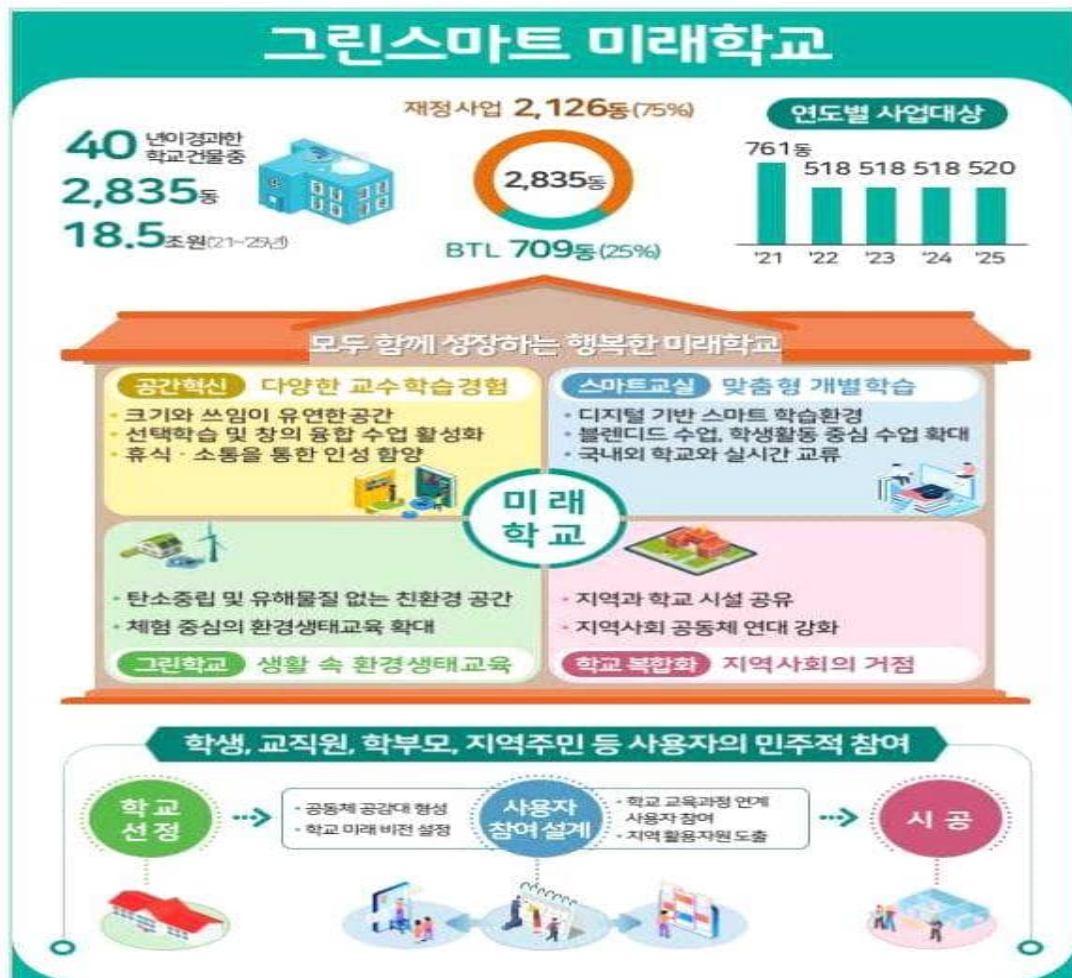 그린스마트 미래학교
40 년이 경과한
학교 건물 중
2,835동
18.5조원('21~'25년)
재정사업 2,126동(75%)
2,835동
BTL 709동(25%)
연도별 사업대상
761동 518 518 518 520
'21 '22 '23 '24 '25
모두 함께 성장하는 행복한 미래학교
공간혁신 다양한 교수학습경험
· 크기와 쓰임이 유연한공간
· 선택학습 및 창의 융합 수업 활성화
· 휴식 · 소통을 통한 인성 함양
스마트교실 맞춤형 개별학습
· 디지털 기반 스마트 학습환경
· 블렌디드 수업, 학생활동 중심 수업 확대
· 국내외 학교와 실시간 교류
미래
학교
· 탄소중립 및 유해물질 없는 친환경 공간
· 체험 중심의 환경생태교육 확대
그린학교 생활 속 환경생태교육
· 지역과 학교 시설 공유
· 지역사회 공동체 연대 강화
학교 복합화 지역사회의 거점
학생, 교직원, 학부모, 지역주민 등 사용자의 민주적 참여
학교
선정
· 공동체 공감대 형성
· 학교 미래 비전 설정
사용자
참여 설계
· 학교 교육과정 연계
사용자 참여
· 지역 활용자원 도출
시공